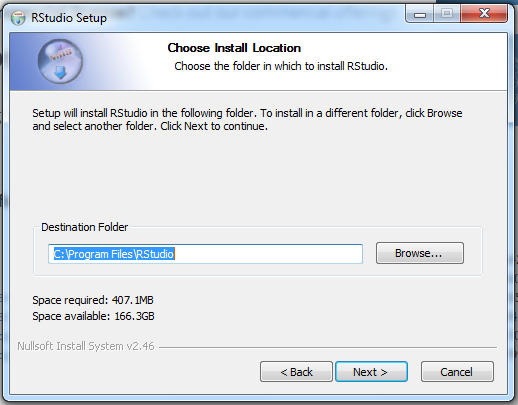 RStudio Setup
Choose Install Location
Choose the folder in which to install RStudio.
Setup will install RStudio in the following folder. To install in a different folder, click Browse
and select another folder. Click Next to continue.
Destination Folder
C:\Program Files\RStudio
Browse...
Space required: 407.1MB
Space available: 166.3GB
Nullsoft Install System v2.46
< Back
Next >
Cancel